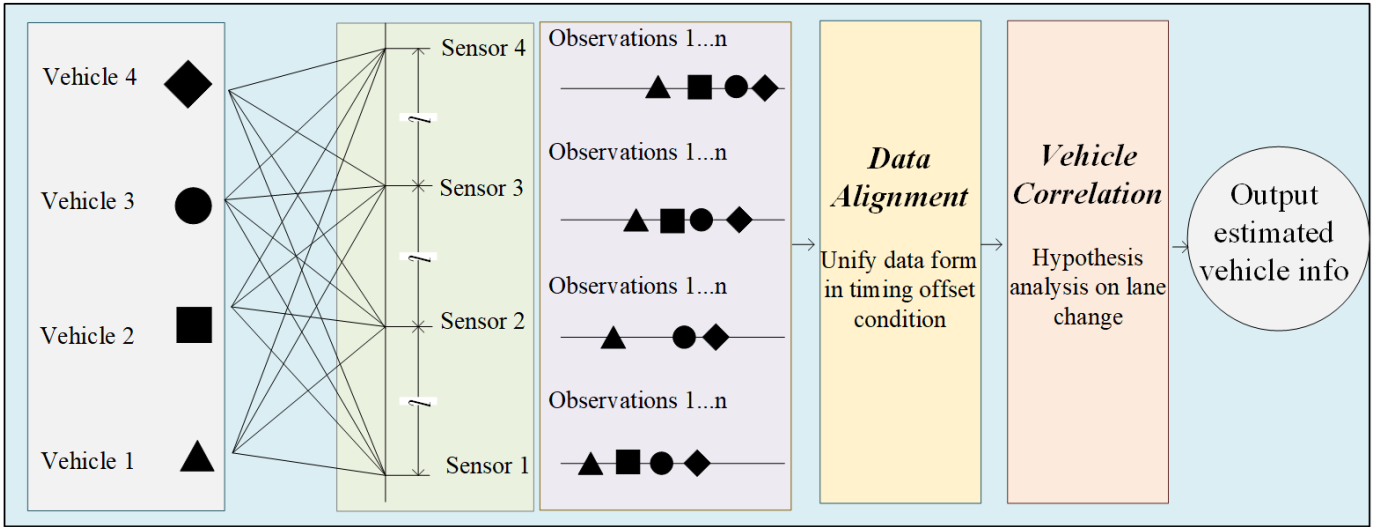 Vehicle 4
Vehicle 3
Vehicle 2
Vehicle 1
Sensor 4
l
Sensor 3
l
Sensor 2
l
Sensor 1
Observations 1...n
Observations 1...n
Observations 1...n
Observations 1...n
Data
Alignment
Unify data form
in timing offset
condition
Vehicle
Correlation
Hypothesis
analysis on lane
change
Output
estimated
vehicle info